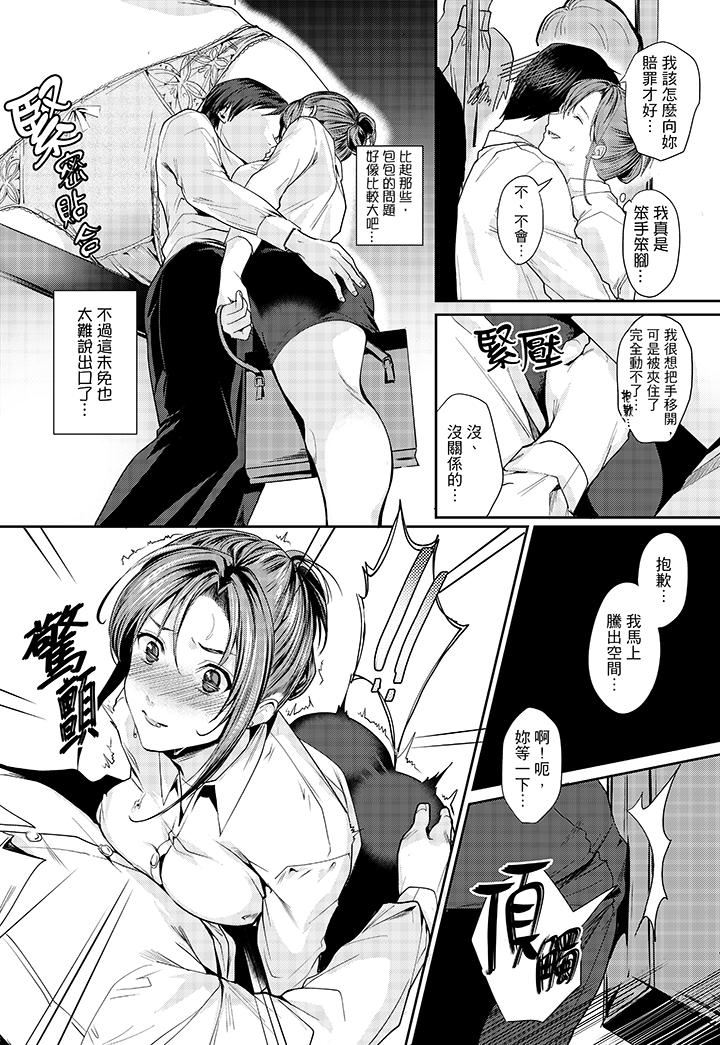 我該怎麼向妳
賠罪才好…
我真是
笨手笨腳…
不、不會…
我很想把手移開，
可是被夾住了
完全動不了…
抱歉…
緊壓
沒、
沒關係的…
比起那些，
包包的問題
好像比較大吧…
緊密貼合
不過這未免也
太難說出口了…
抱歉…
我馬上
騰出空間…
啊！呃，
妳等一下…
頂觸
!!
驚顫